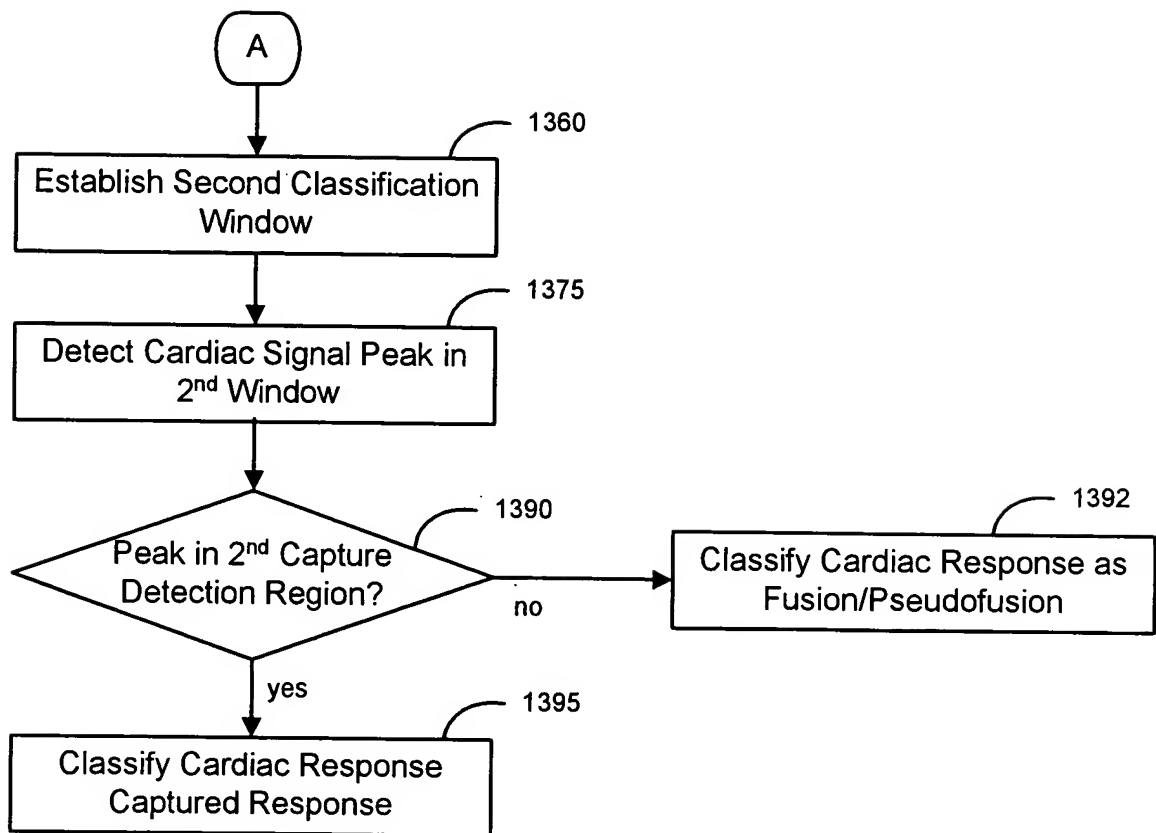 A
1360
Establish Second Classification
Window
1375
Detect Cardiac Signal Peak in
2nd Window
1390
Peak in 2nd Capture
Detection Region?
no
1392
Classify Cardiac Response as
Fusion/Pseudofusion
yes
1395
Classify Cardiac Response
Captured Response